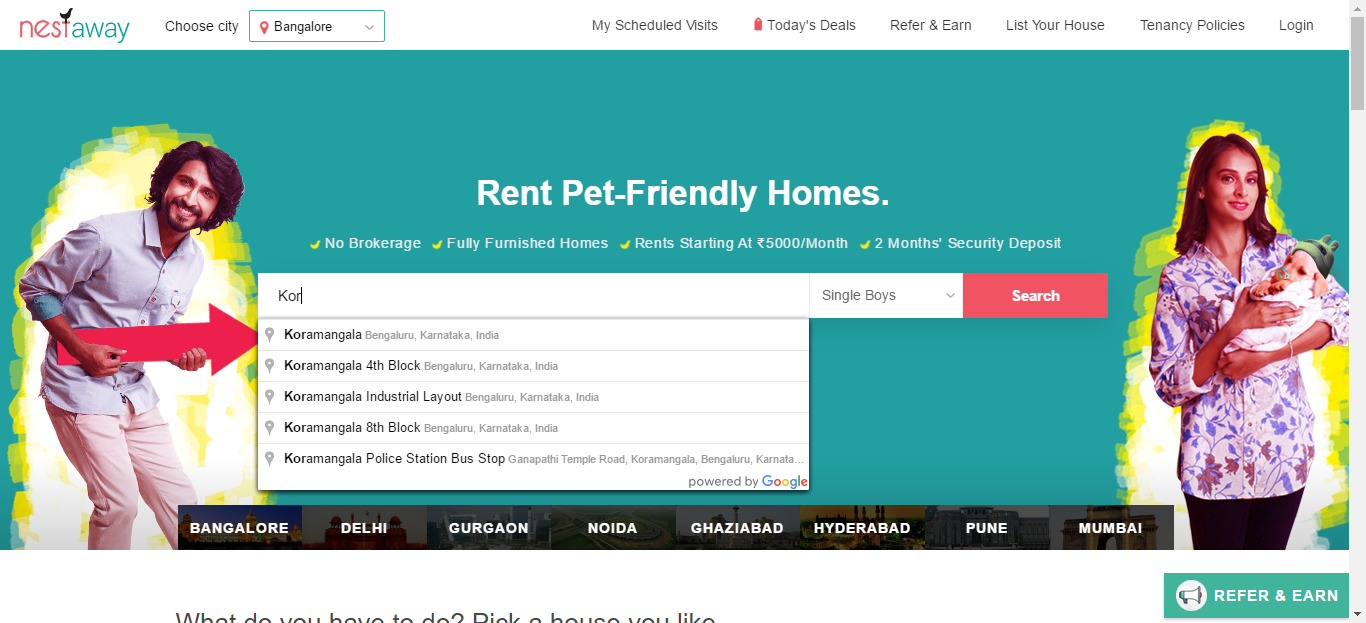 nestaway
Choose city
Bangalore
My Scheduled Visits
Today's Deals
Refer & Earn
List Your House
Tenancy Policies
Login
Rent Pet-Friendly Homes.
No Brokerage
Fully Furnished Homes
Rents Starting At ₹5000/Month
2 Months' Security Deposit
Kor
Single Boys
Search
Koramangala Bengaluru, Karnataka, India
Koramangala 4th Block Bengaluru, Karnataka, India
Koramangala Industrial Layout Bengaluru, Karnataka, India
Koramangala 8th Block Bengaluru, Karnataka, India
Koramangala Police Station Bus Stop Ganapathi Temple Road, Koramangala, Bengaluru, Karnata...
powered by Google
BANGALORE
DELHI
GURGAON
NOIDA
GHAZIABAD
HYDERABAD
PUNE
MUMBAI
REFER & EARN
What do you have to do? Pick a house you like